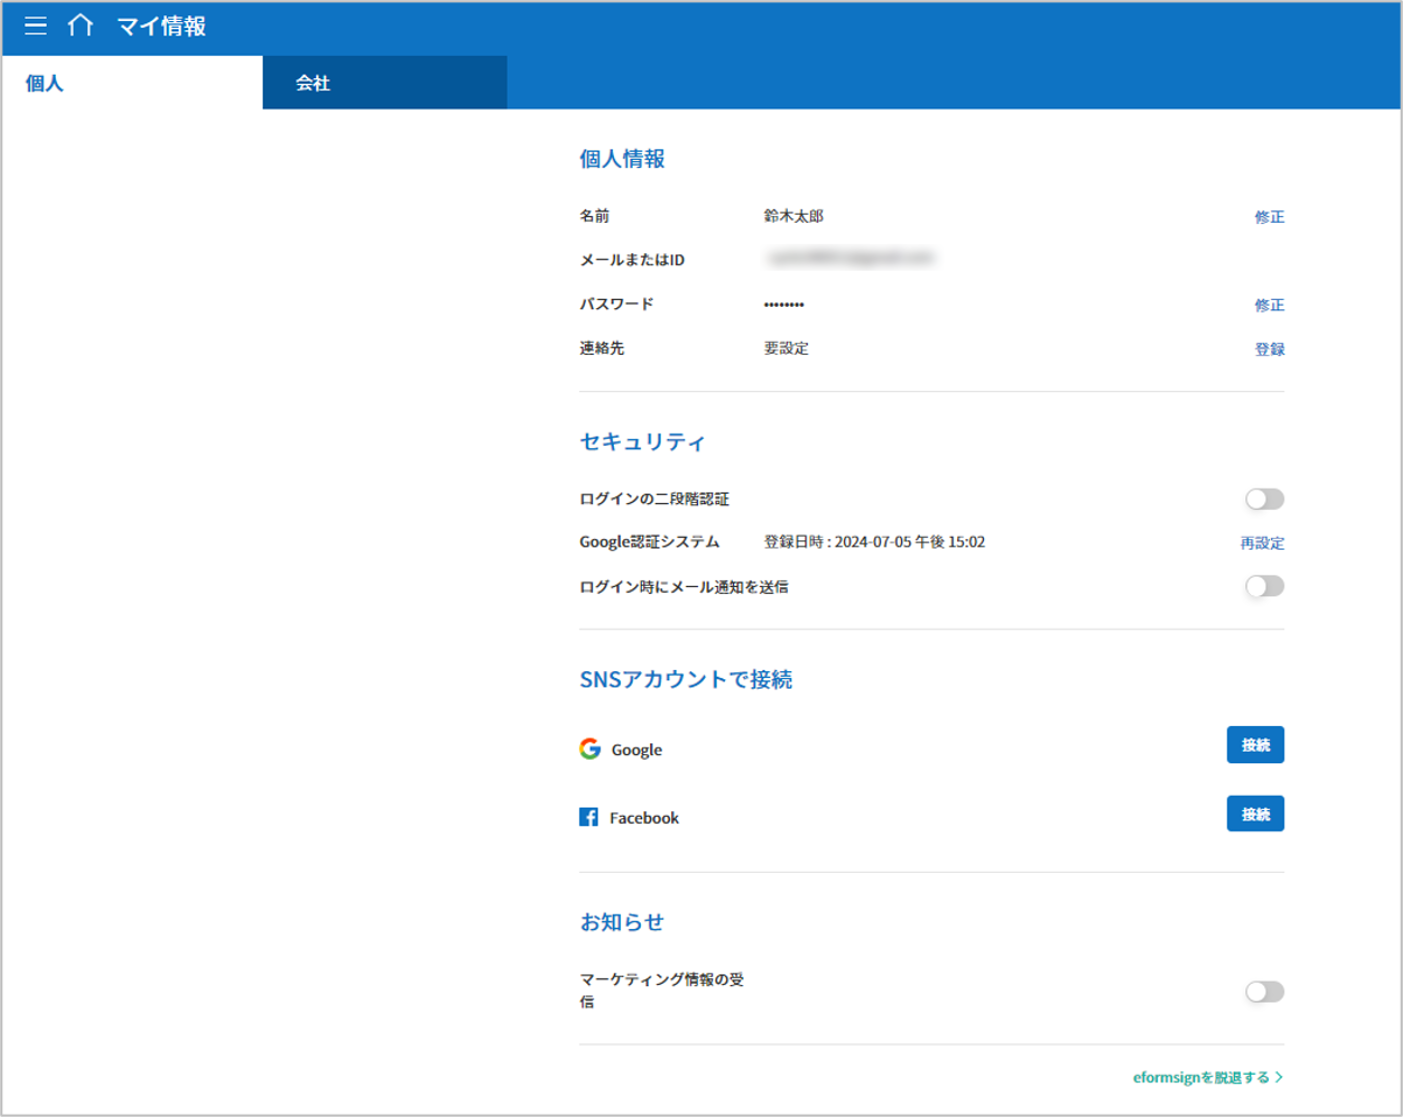 マイ情報
個人
会社
個人情報
名前 鈴木太郎 修正
メールまたはID
パスワード •••••••• 修正
連絡先 要設定 登録
セキュリティ
ログインの二段階認証
Google認証システム 登録日時 : 2024-07-05 午後 15:02 再設定
ログイン時にメール通知を送信
SNSアカウントで接続
Google 接続
Facebook 接続
お知らせ
マーケティング情報の受
信
eformsignを脱退する >